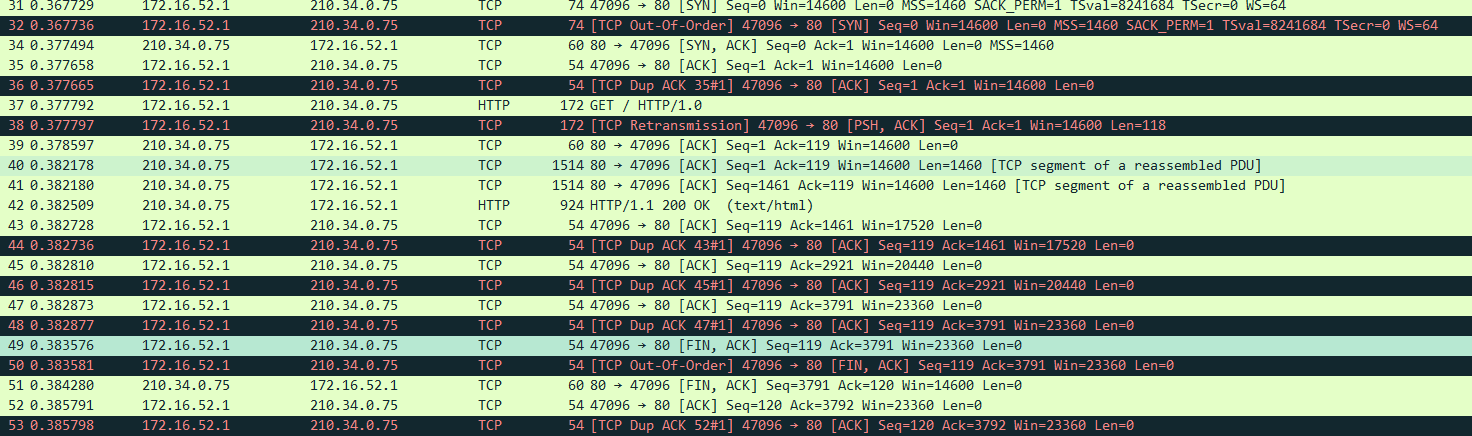 31 0.367729 172.16.52.1 210.34.0.75 TCP 74 47096 → 80 [SYN] Seq=0 Win=14600 Len=0 MSS=1460 SACK_PERM=1 TSval=8241684 TSecr=0 WS=64
32 0.367736 172.16.52.1 210.34.0.75 TCP 74 [TCP Out-Of-Order] 47096 → 80 [SYN] Seq=0 Win=14600 Len=0 MSS=1460 SACK_PERM=1 TSval=8241684 TSecr=0 WS=64
34 0.377494 210.34.0.75 172.16.52.1 TCP 60 80 → 47096 [SYN, ACK] Seq=0 Ack=1 Win=14600 Len=0 MSS=1460
35 0.377658 172.16.52.1 210.34.0.75 TCP 54 47096 → 80 [ACK] Seq=1 Ack=1 Win=14600 Len=0
36 0.377665 172.16.52.1 210.34.0.75 TCP 54 [TCP Dup ACK 35#1] 47096 → 80 [ACK] Seq=1 Ack=1 Win=14600 Len=0
37 0.377792 172.16.52.1 210.34.0.75 HTTP 172 GET / HTTP/1.0
38 0.377797 172.16.52.1 210.34.0.75 TCP 172 [TCP Retransmission] 47096 → 80 [PSH, ACK] Seq=1 Ack=1 Win=14600 Len=118
39 0.378597 210.34.0.75 172.16.52.1 TCP 60 80 → 47096 [ACK] Seq=1 Ack=119 Win=14600 Len=0
40 0.382178 210.34.0.75 172.16.52.1 TCP 1514 80 → 47096 [ACK] Seq=1 Ack=119 Win=14600 Len=1460 [TCP segment of a reassembled PDU]
41 0.382180 210.34.0.75 172.16.52.1 TCP 1514 80 → 47096 [ACK] Seq=1461 Ack=119 Win=14600 Len=1460 [TCP segment of a reassembled PDU]
42 0.382509 210.34.0.75 172.16.52.1 HTTP 924 HTTP/1.1 200 OK (text/html)
43 0.382728 172.16.52.1 210.34.0.75 TCP 54 47096 → 80 [ACK] Seq=119 Ack=1461 Win=17520 Len=0
44 0.382736 172.16.52.1 210.34.0.75 TCP 54 [TCP Dup ACK 43#1] 47096 → 80 [ACK] Seq=119 Ack=1461 Win=17520 Len=0
45 0.382810 172.16.52.1 210.34.0.75 TCP 54 47096 → 80 [ACK] Seq=119 Ack=2921 Win=20440 Len=0
46 0.382815 172.16.52.1 210.34.0.75 TCP 54 [TCP Dup ACK 45#1] 47096 → 80 [ACK] Seq=119 Ack=2921 Win=20440 Len=0
47 0.382873 172.16.52.1 210.34.0.75 TCP 54 47096 → 80 [ACK] Seq=119 Ack=3791 Win=23360 Len=0
48 0.382877 172.16.52.1 210.34.0.75 TCP 54 [TCP Dup ACK 47#1] 47096 → 80 [ACK] Seq=119 Ack=3791 Win=23360 Len=0
49 0.383576 172.16.52.1 210.34.0.75 TCP 54 47096 → 80 [FIN, ACK] Seq=119 Ack=3791 Win=23360 Len=0
50 0.383581 172.16.52.1 210.34.0.75 TCP 54 [TCP Out-Of-Order] 47096 → 80 [FIN, ACK] Seq=119 Ack=3791 Win=23360 Len=0
51 0.384280 210.34.0.75 172.16.52.1 TCP 60 80 → 47096 [FIN, ACK] Seq=3791 Ack=120 Win=14600 Len=0
52 0.385791 172.16.52.1 210.34.0.75 TCP 54 47096 → 80 [ACK] Seq=120 Ack=3792 Win=23360 Len=0
53 0.385798 172.16.52.1 210.34.0.75 TCP 54 [TCP Dup ACK 52#1] 47096 → 80 [ACK] Seq=120 Ack=3792 Win=23360 Len=0